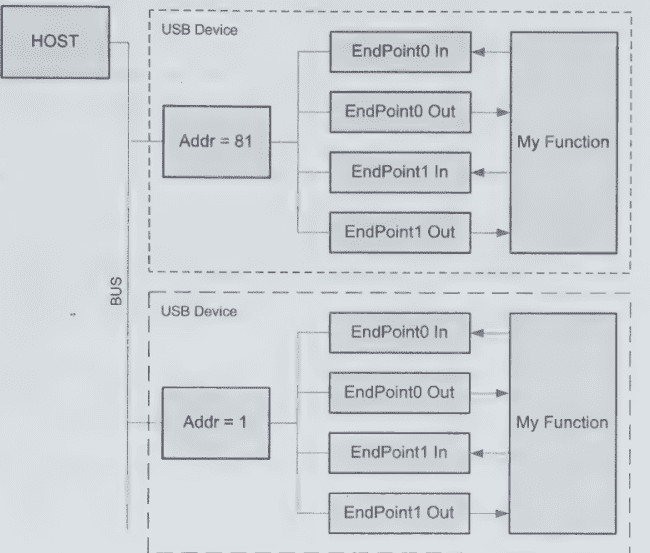 HOST
USB Device
EndPoint0 In
EndPoint0 Out
Addr = 81
My Function
EndPoint1 In
EndPoint1 Out
BUS
USB Device
EndPoint0 In
EndPoint0 Out
Addr = 1
My Function
EndPoint1 In
EndPoint1 Out